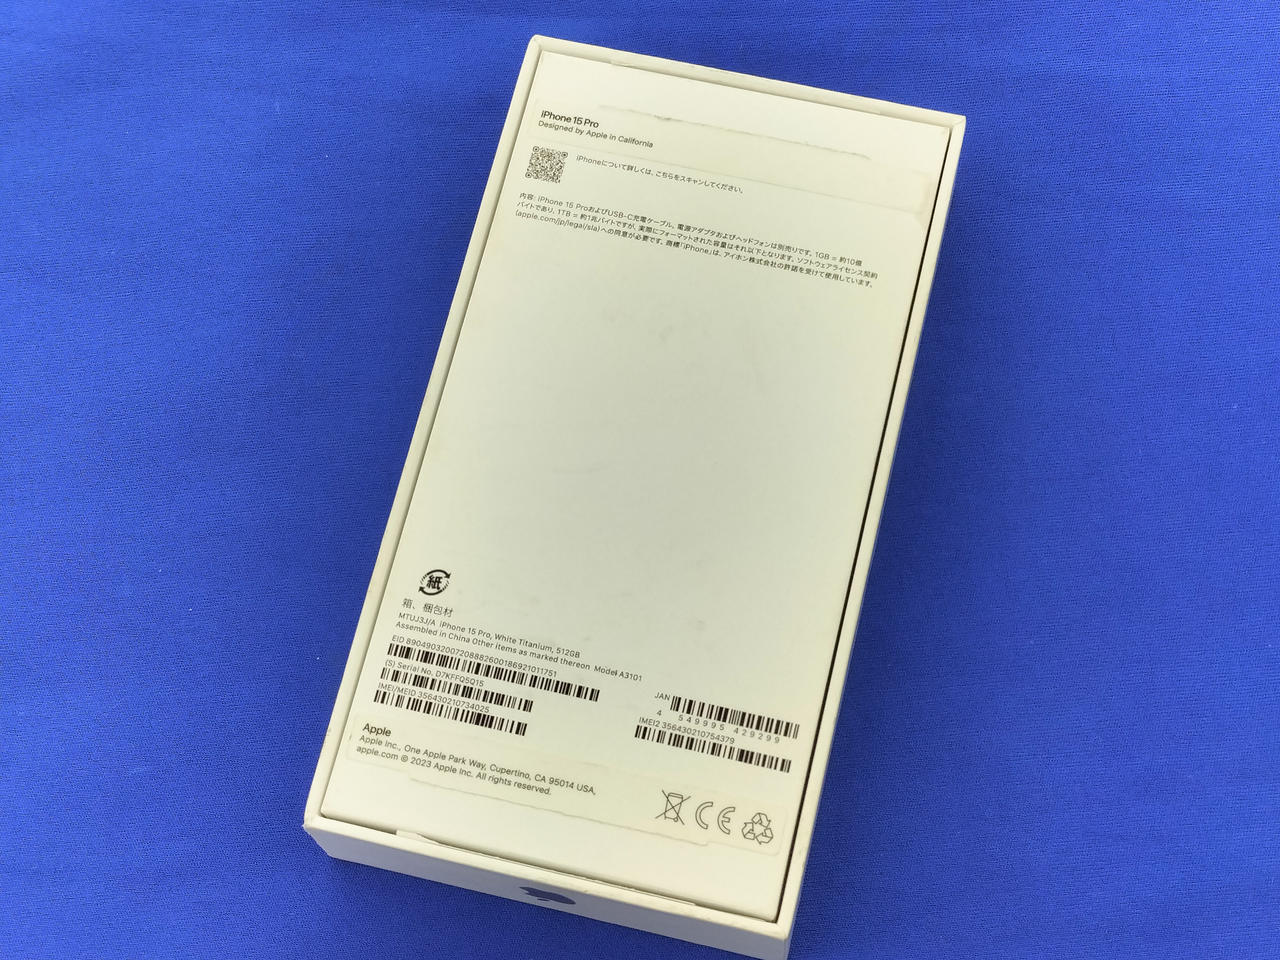 iPhone 15 Pro
Designed by Apple in California
iPhoneについて詳しくは、こちらをスキャンしてください。
内容: iPhone 15 ProおよびUSB-C充電ケーブル、電源アダプタおよびヘッドフォンは別売りです。1GB = 約10億
バイトであり、1TB = 約1兆バイトですが、実際にフォーマットされた容量はそれ以下となります。ソフトウェアライセンス契約
(apple.com/jp/legal/sla)への同意が必要です。商標「iPhone」は、アイホン株式会社の許諾を受けて使用しています。
紙
箱、梱包材
MTUJ3J/A iPhone 15 Pro, White Titanium, 512GB
Assembled in China Other items as marked thereon Model A3101
EID 89049032007208882600186921011751
(S) Serial No. D7KFFQ5Q15
IMEI/MEID 356430210734025
JAN
4 549995 429299
IMEI2 356430210754379
Apple
Apple Inc., One Apple Park Way, Cupertino, CA 95014 USA,
apple.com © 2023 Apple Inc. All rights reserved.
CE